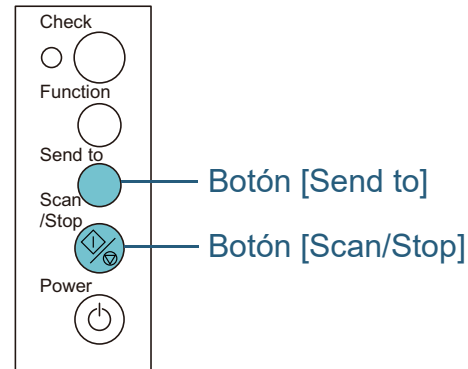 Check
Function
Send to
Botón [Send to]
Scan
/Stop
Botón [Scan/Stop]
Power